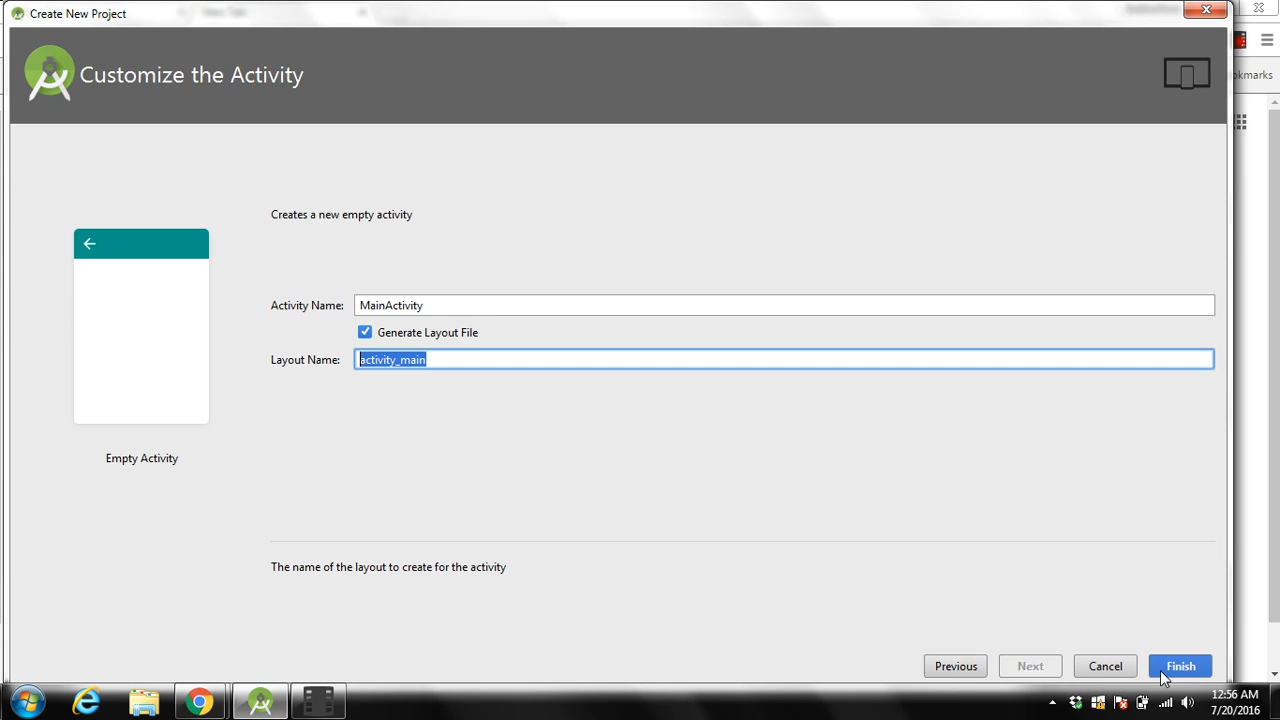 Create New Project
Customize the Activity
okmarks
Creates a new empty activity
Activity Name: MainActivity
Generate Layout File
Layout Name: activity_main
Empty Activity
The name of the layout to create for the activity
Previous Next Cancel Finish
12:56 AM
7/20/2016